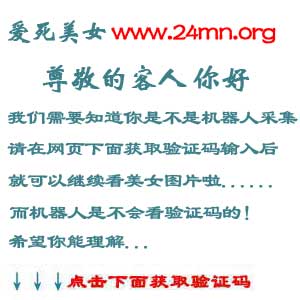 爱死美女 www.24mn.org
尊敬的客人你好
我们需要知道你是不是机器人采集
请在网页下面获取验证码输入后
就可以继续看美女图片啦......
而机器人是不会看验证码的!
希望你能理解...
↓ ↓ ↓点击下面获取验证码